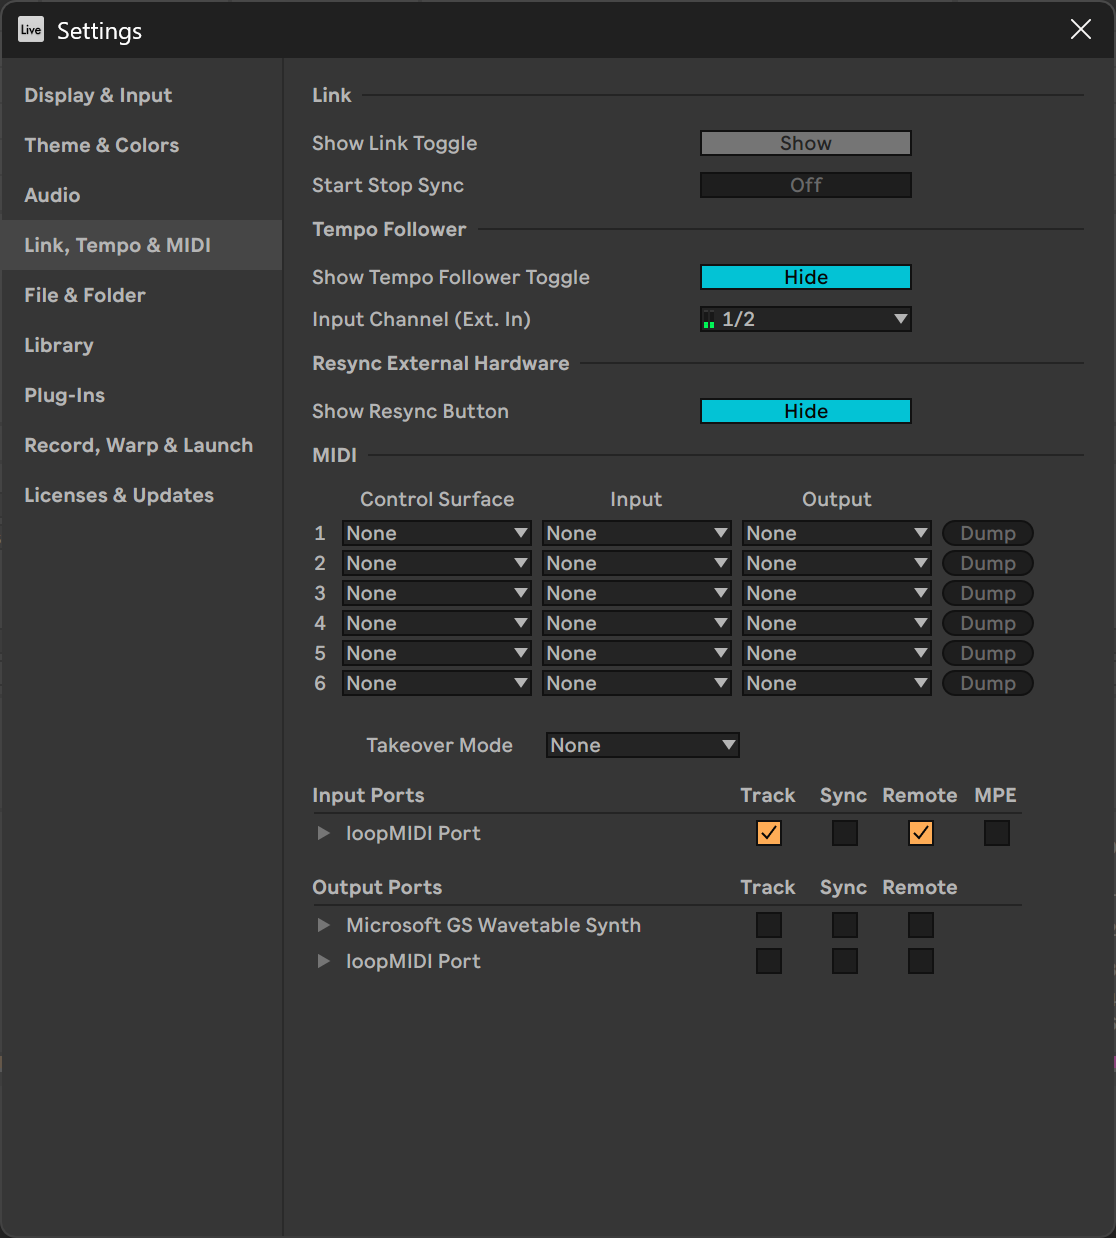 Live Settings
Display & Input
Theme & Colors
Audio
Link, Tempo & MIDI
File & Folder
Library
Plug-Ins
Record, Warp & Launch
Licenses & Updates
Link
Show Link Toggle Show
Start Stop Sync Off
Tempo Follower
Show Tempo Follower Toggle Hide
Input Channel (Ext. In) 1/2
Resync External Hardware
Show Resync Button Hide
MIDI
Control Surface Input Output
1 None None None Dump
2 None None None Dump
3 None None None Dump
4 None None None Dump
5 None None None Dump
6 None None None Dump
Takeover Mode None
Input Ports Track Sync Remote MPE
loopMIDI Port
Output Ports Track Sync Remote
Microsoft GS Wavetable Synth
loopMIDI Port